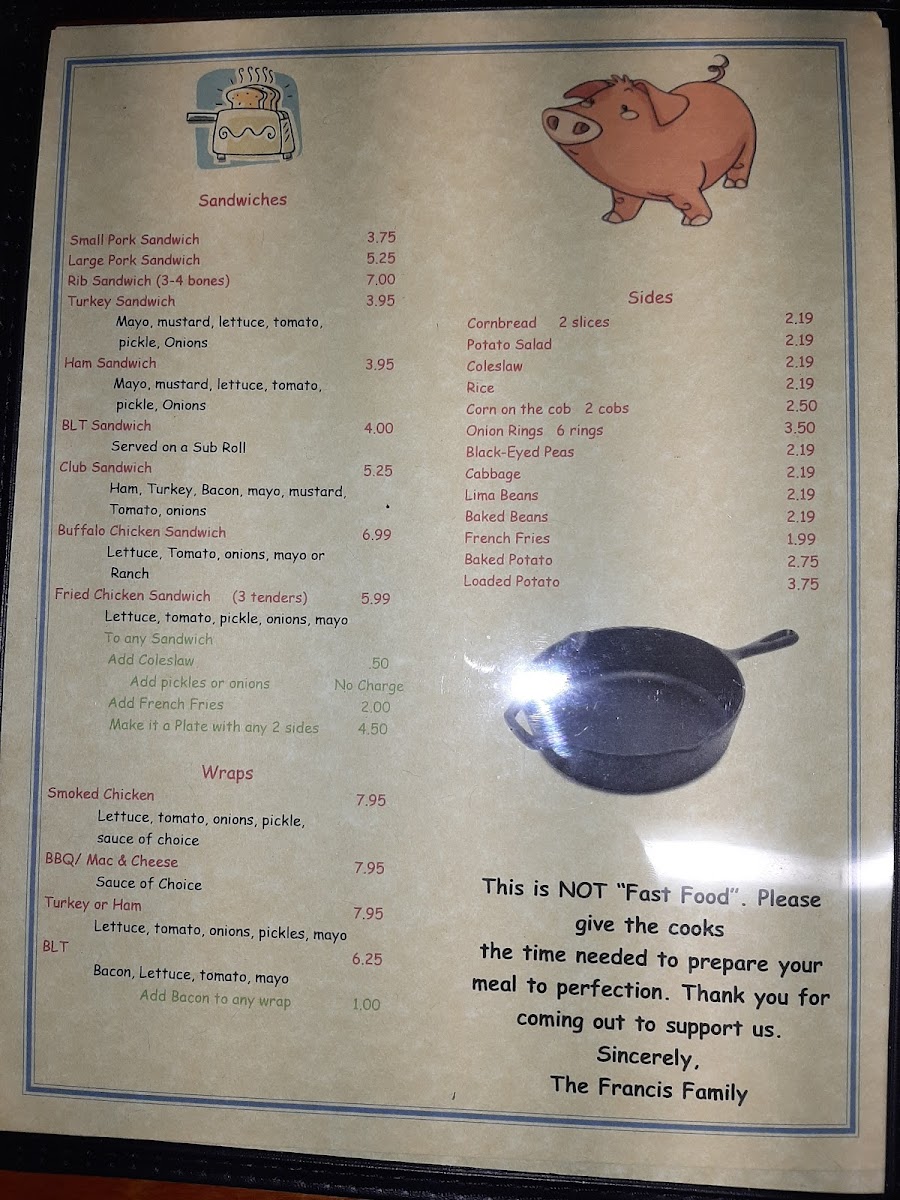 Sandwiches
Small Pork Sandwich 3.75
Large Pork Sandwich 5.25
Rib Sandwich (3-4 bones) 7.00
Turkey Sandwich 3.95
Mayo, mustard, lettuce, tomato,
pickle, Onions
Ham Sandwich 3.95
Mayo, mustard, lettuce, tomato,
pickle, Onions
BLT Sandwich 4.00
Served on a Sub Roll
Club Sandwich 5.25
Ham, Turkey, Bacon, mayo, mustard,
Tomato, onions
Buffalo Chicken Sandwich 6.99
Lettuce, Tomato, onions, mayo or
Ranch
Fried Chicken Sandwich (3 tenders) 5.99
Lettuce, tomato, pickle, onions, mayo
To any Sandwich
Add Coleslaw .50
Add pickles or onions No Charge
Add French Fries 2.00
Make it a Plate with any 2 sides 4.50
Wraps
Smoked Chicken 7.95
Lettuce, tomato, onions, pickle,
sauce of choice
BBQ/ Mac & Cheese 7.95
Sauce of Choice
Turkey or Ham 7.95
Lettuce, tomato, onions, pickles, mayo
BLT 6.25
Bacon, Lettuce, tomato, mayo
Add Bacon to any wrap 1.00
Sides
Cornbread 2 slices 2.19
Potato Salad 2.19
Coleslaw 2.19
Rice 2.19
Corn on the cob 2 cobs 2.50
Onion Rings 6 rings 3.50
Black-Eyed Peas 2.19
Cabbage 2.19
Lima Beans 2.19
Baked Beans 2.19
French Fries 1.99
Baked Potato 2.75
Loaded Potato 3.75
This is NOT "Fast Food". Please
give the cooks
the time needed to prepare your
meal to perfection. Thank you for
coming out to support us.
Sincerely,
The Francis Family